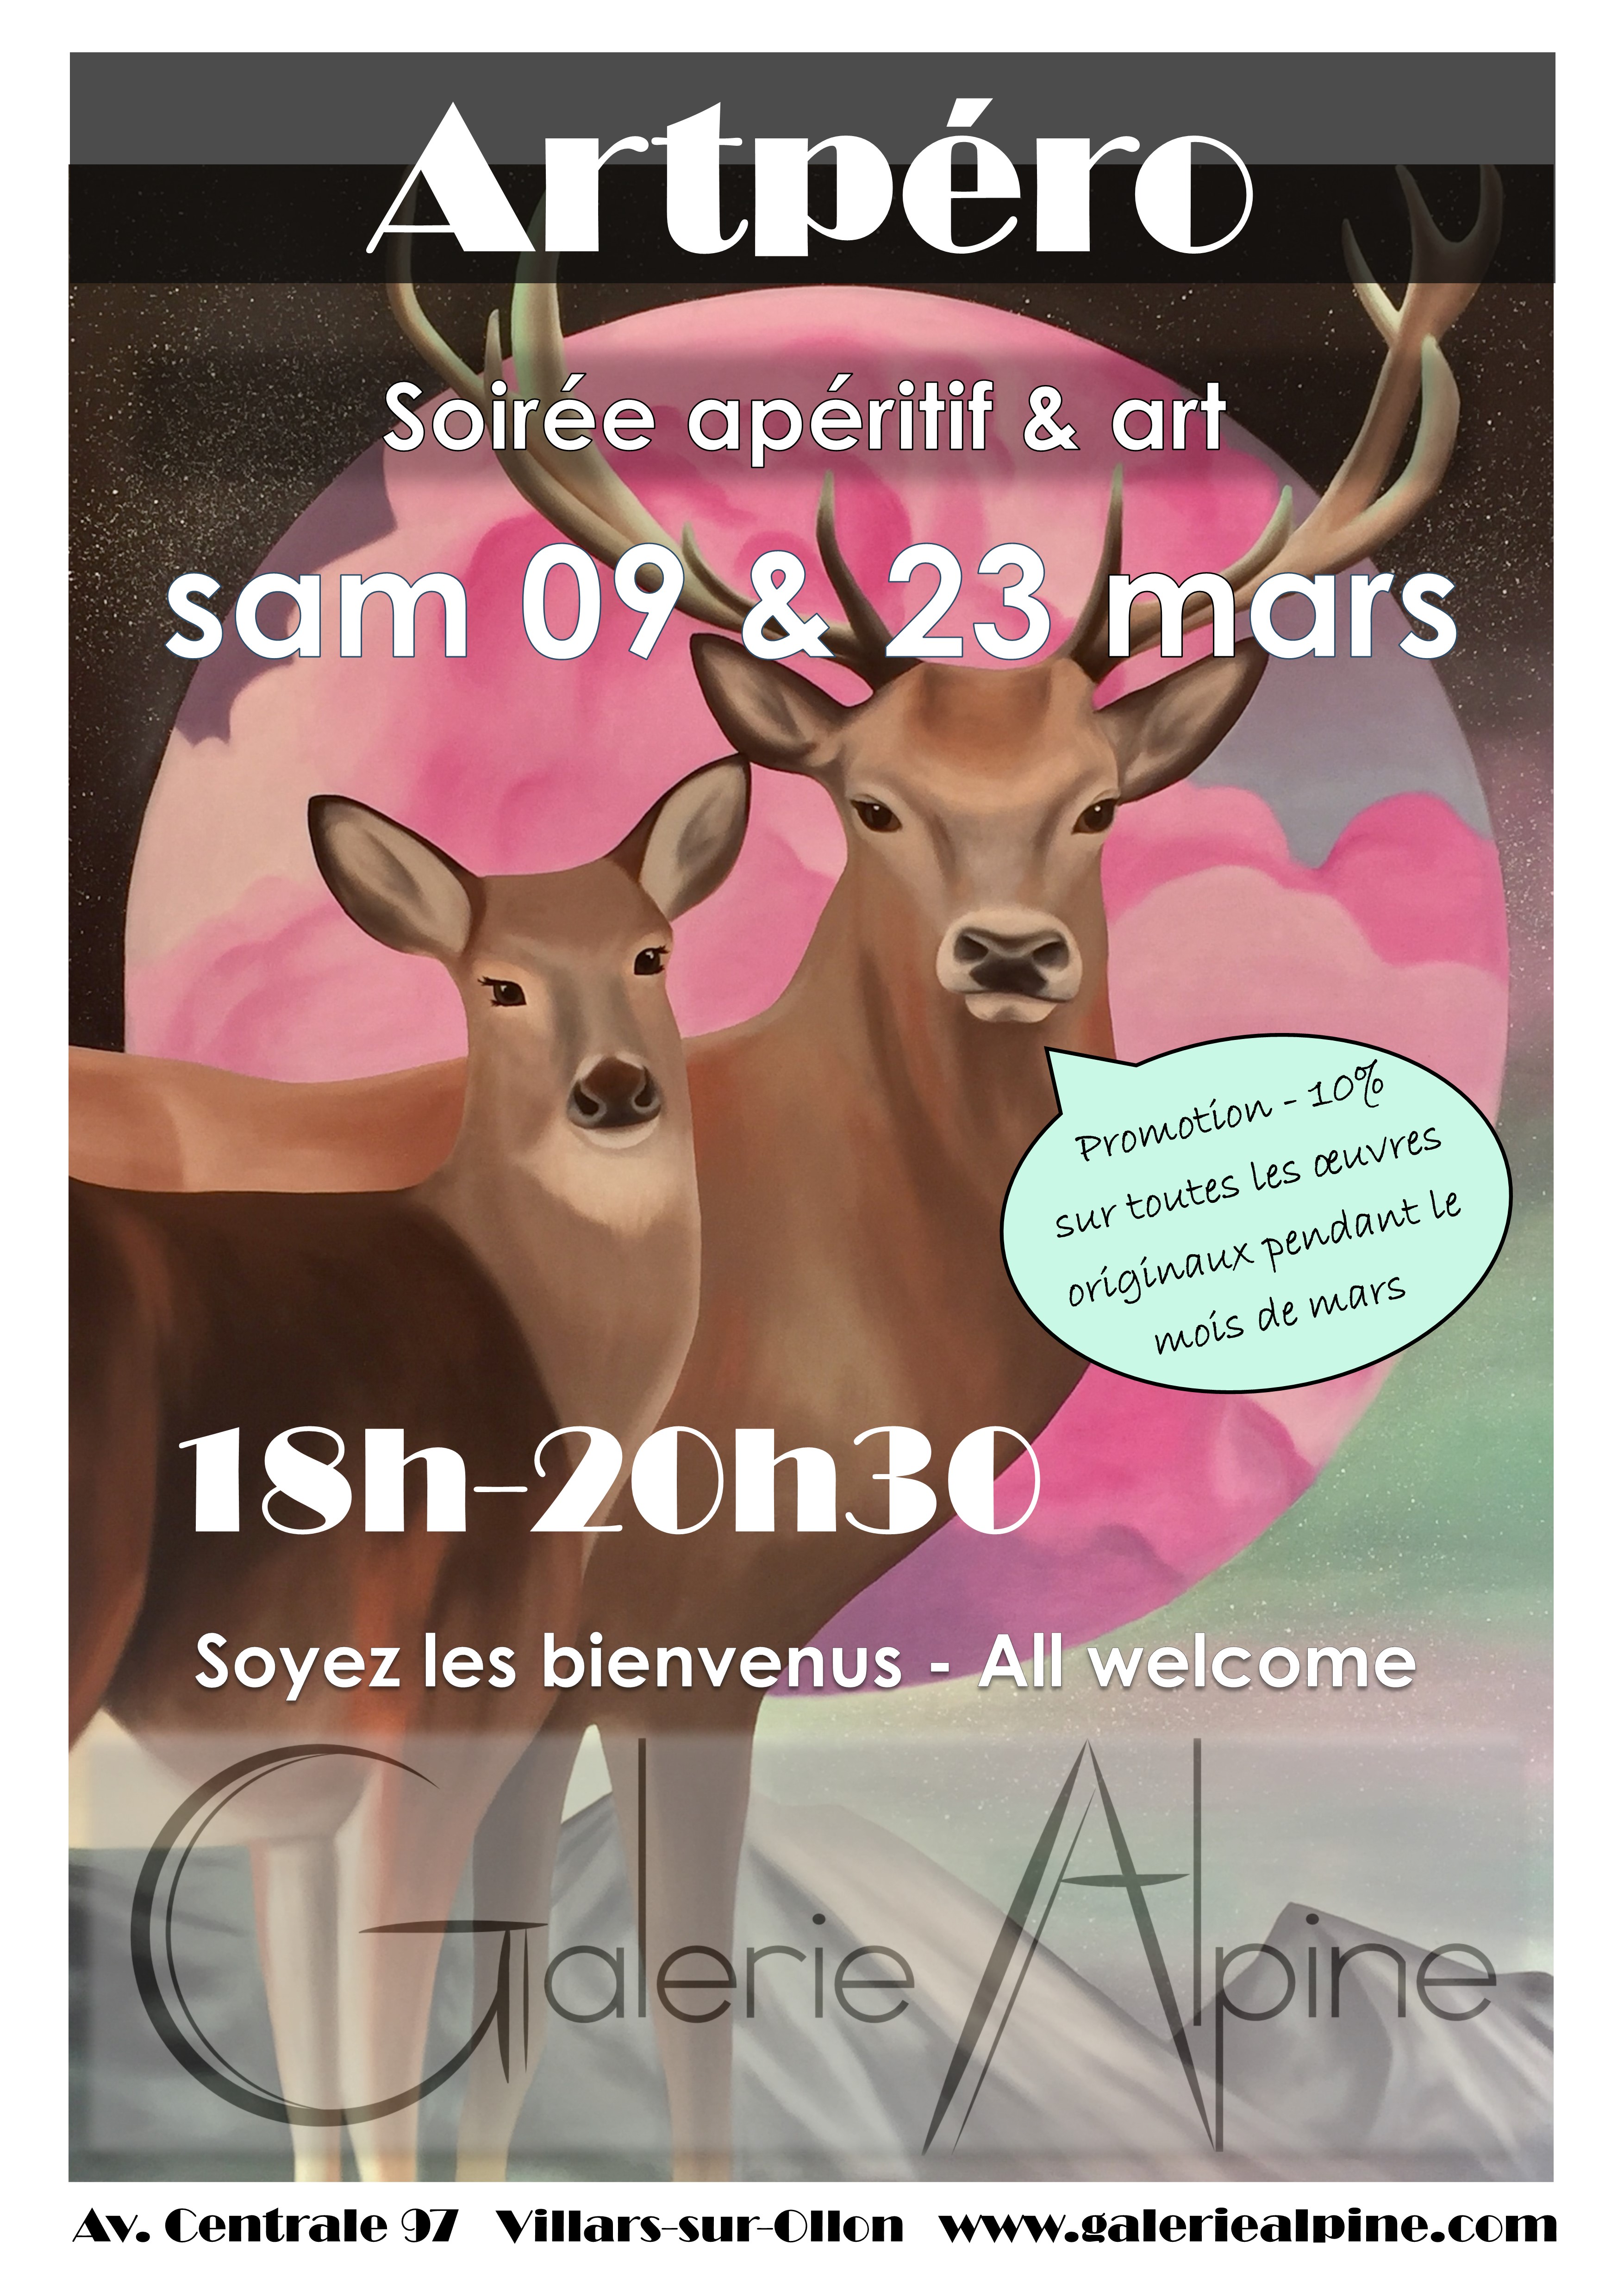 Artpéro
Soirée apéritif & art
sam 09 & 23 mars
Promotion - 10%
sur toutes les œuvres
originaux pendant le
mois de mars
18h-20h30
Soyez les bienvenus - All welcome
Galerie Alpine
Av. Centrale 97 Villars-sur-Ollon www.galeriealpine.com